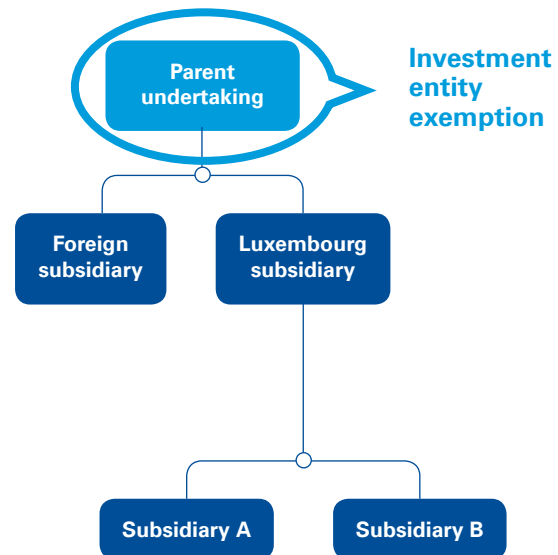 Parent
undertaking
Investment
entity
exemption
Foreign
subsidiary
Luxembourg
subsidiary
Subsidiary A
Subsidiary B